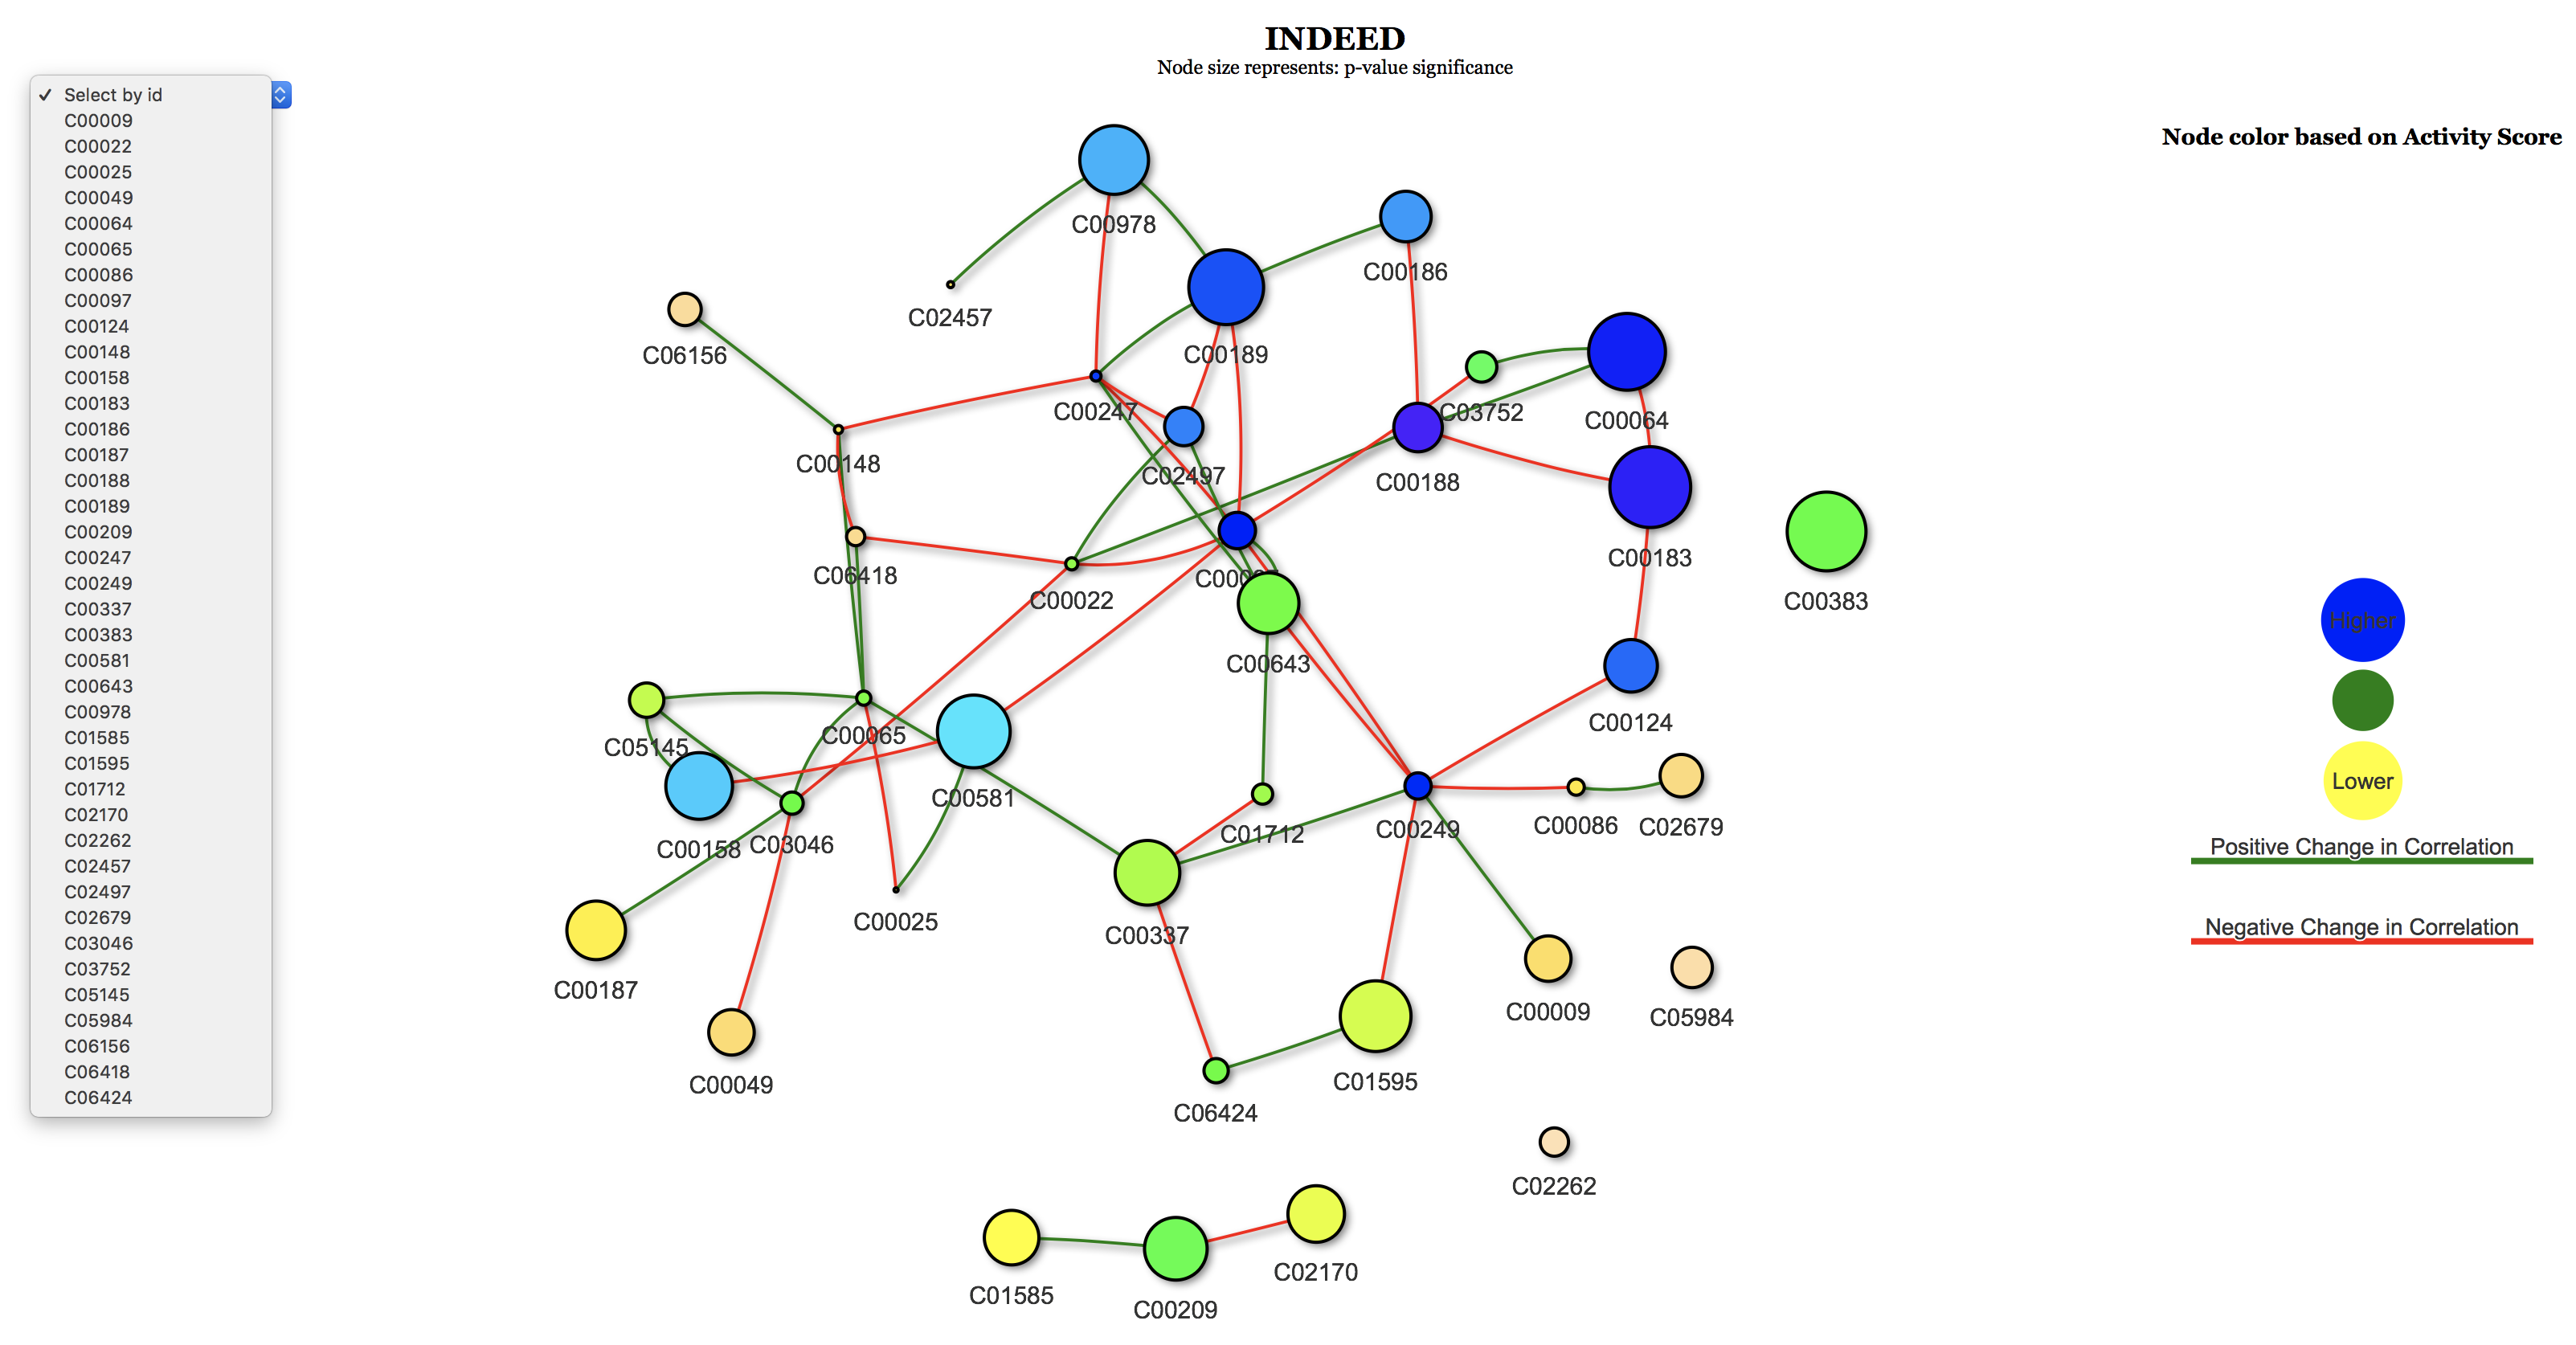 INDEED
Node size represents: p-value significance
✓ Select by id
C00009
C00022
C00025
C00049
C00064
C00065
C00086
C00097
C00124
C00148
C00158
C00183
C00186
C00187
C00188
C00189
C00209
C00247
C00249
C00337
C00383
C00581
C00643
C00978
C01585
C01595
C01712
C02170
C02262
C02457
C02497
C02679
C03046
C03752
C05145
C05984
C06156
C06418
C06424
Node color based on Activity Score
C00978
C00186
C02457
C06156
C00189
C00247
C03752
C00064
C00148
C02497
C00188
C00183
C06418
C00022
C00383
C00643
C05145
C00065
C00124
C00581
C00158
C03046
C01712
C00249
C00086
C02679
C00025
C00337
C00187
C00009
C05984
C00049
C01595
C06424
C02262
C02170
C01585
C00209
Higher
Lower
Positive Change in Correlation
Negative Change in Correlation